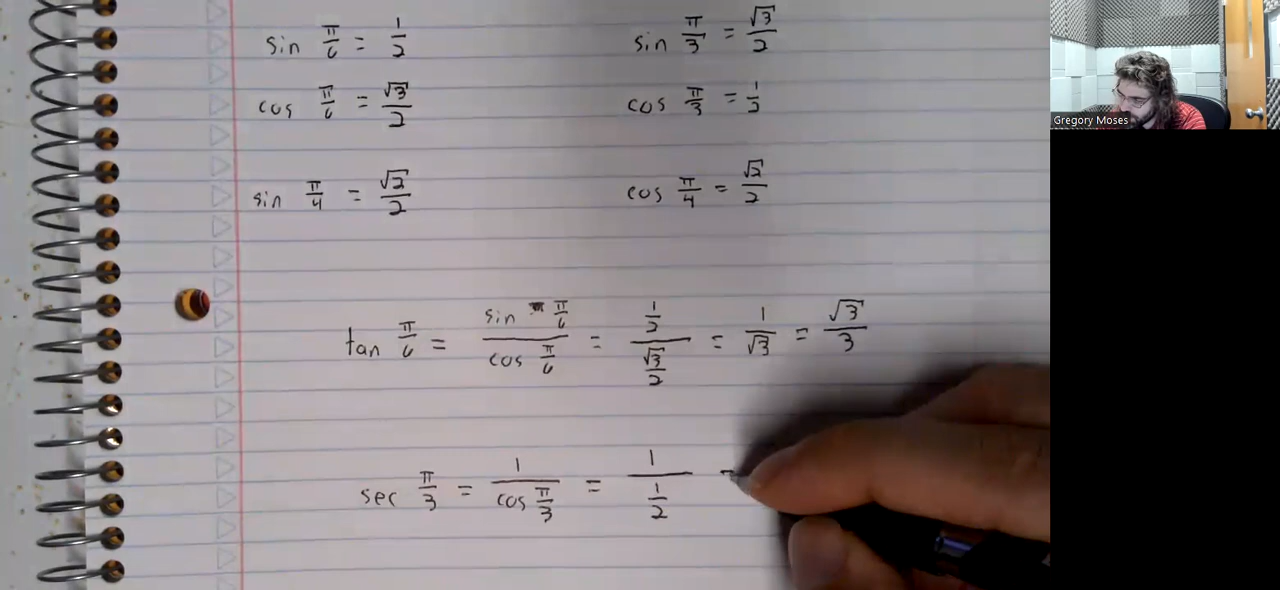 sin π/6 = 1/2
sin π/3 = √3/2
cos π/6 = √3/2
cos π/3 = 1/2
sin π/4 = √2/2
cos π/4 = √2/2
tan π/6 = sin π/6 / cos π/6 = 1/2 / √3/2 = 1/√3 = √3/3
sec π/3 = 1 / cos π/3 = 1 / 1/2 =
Gregory Moses